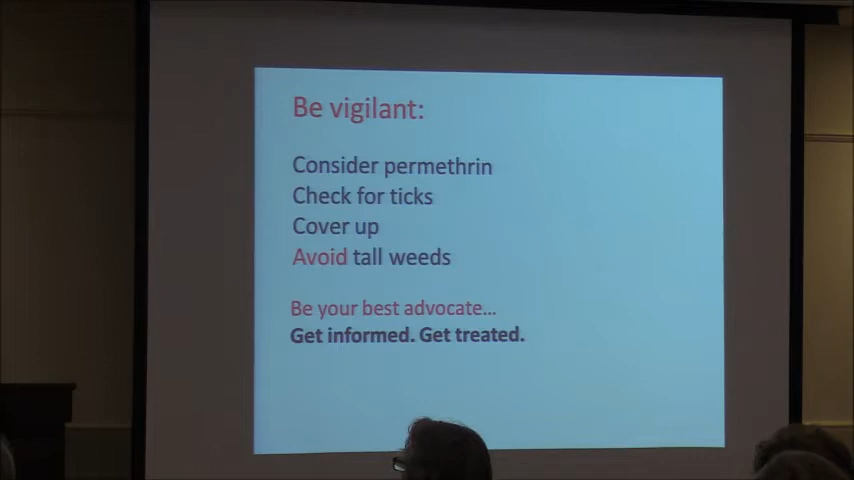 Be vigilant:
Consider permethrin
Check for ticks
Cover up
Avoid tall weeds
Be your best advocate...
Get informed. Get treated.